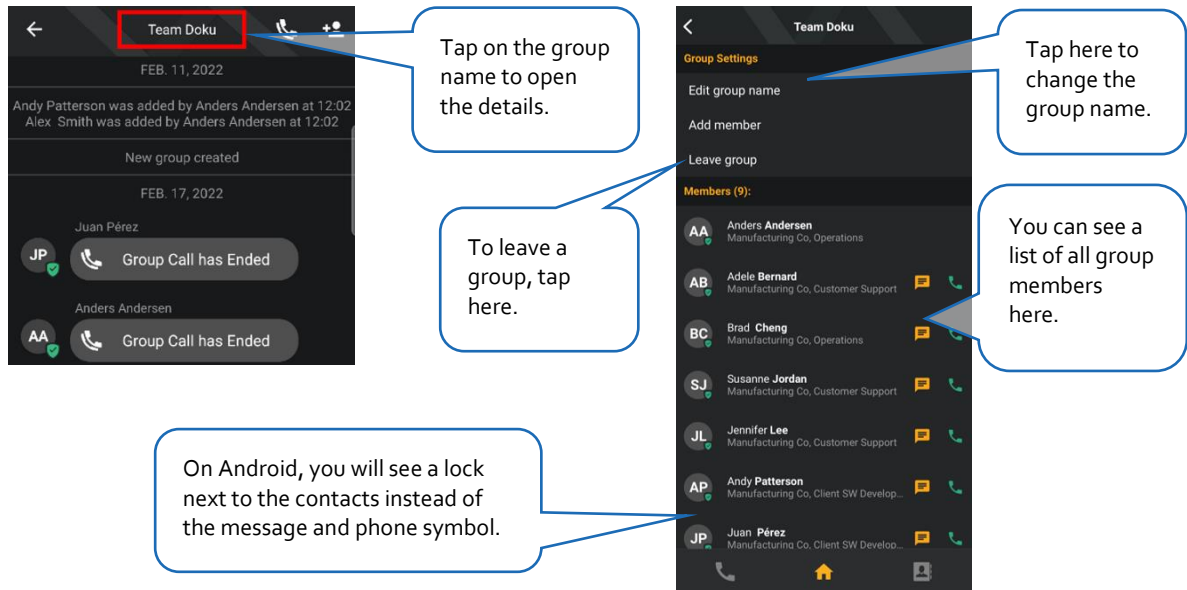 Team Doku
FEB. 11, 2022
Andy Patterson was added by Anders Andersen at 12:02
Alex Smith was added by Anders Andersen at 12:02
New group created
FEB. 17, 2022
Juan Pérez
JP
Group Call has Ended
Anders Andersen
AA
Group Call has Ended
Tap on the group
name to open
the details.
To leave a
group, tap
here.
On Android, you will see a lock
next to the contacts instead of
the message and phone symbol.
Team Doku
Group Settings
Edit group name
Add member
Leave group
Members (9):
AA
Anders Andersen
Manufacturing Co, Operations
AB
Adele Bernard
Manufacturing Co, Customer Support
BC
Brad Cheng
Manufacturing Co, Operations
SJ
Susanne Jordan
Manufacturing Co, Customer Support
JL
Jennifer Lee
Manufacturing Co, Customer Support
AP
Andy Patterson
Manufacturing Co, Client SW Develop...
JP
Juan Pérez
Manufacturing Co, Client SW Develop...
Tap here to
change the
group name.
You can see a
list of all group
members
here.